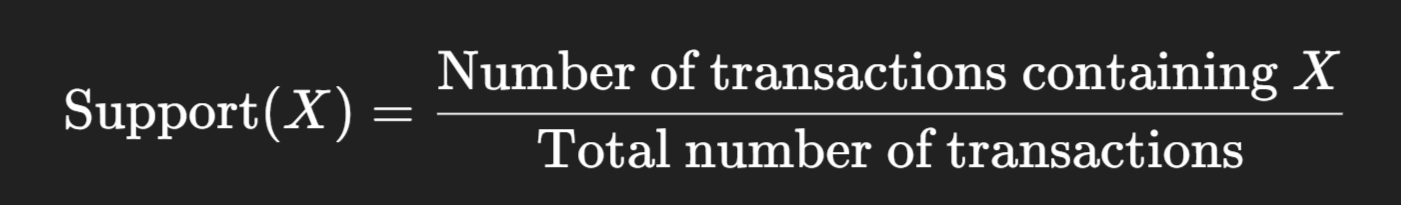 Support(X) = Number of transactions containing X
Total number of transactions